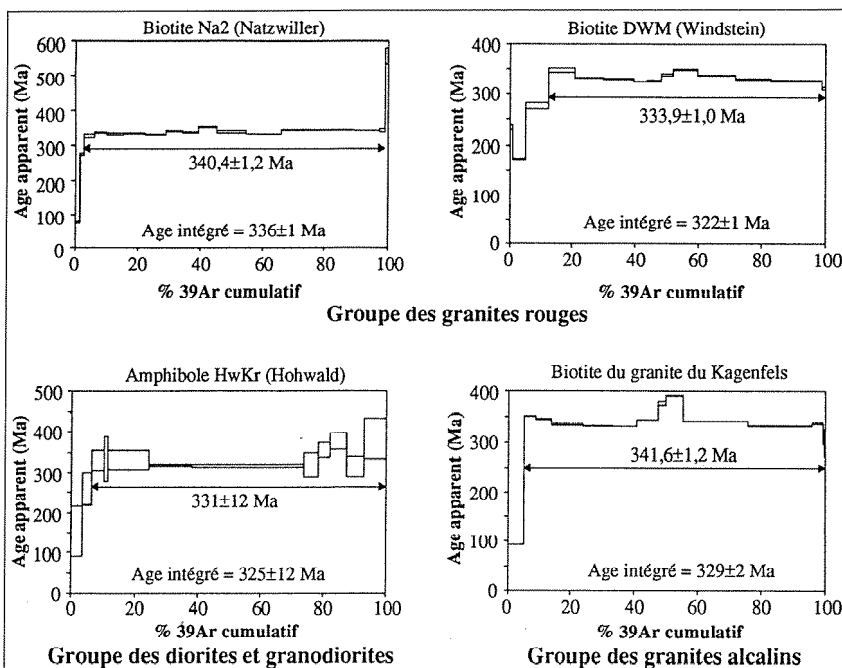 Biotite Na2 (Natzwiller)
Age apparent (Ma)
600
500
400
300
200
100
0
340,4±1,2 Ma
Age intégré = 336±1 Ma
0 20 40 60 80 100
% 39Ar cumulatif
Biotite DWM (Windstein)
Age apparent (Ma)
400
300
200
100
0
333,9±1,0 Ma
Age intégré = 322±1 Ma
0 20 40 60 80 100
% 39Ar cumulatif
Groupe des granites rouges
Amphibole HwKr (Hohwald)
Age apparent (Ma)
500
400
300
200
100
0
331±12 Ma
Age intégré = 325±12 Ma
0 20 40 60 80 100
% 39Ar cumulatif
Groupe des diorites et granodiorites
Biotite du granite du Kagenfels
Age apparent (Ma)
400
300
200
100
0
341,6±1,2 Ma
Age intégré = 329±2 Ma
0 20 40 60 80 100
% 39Ar cumulatif
Groupe des granites alcalins